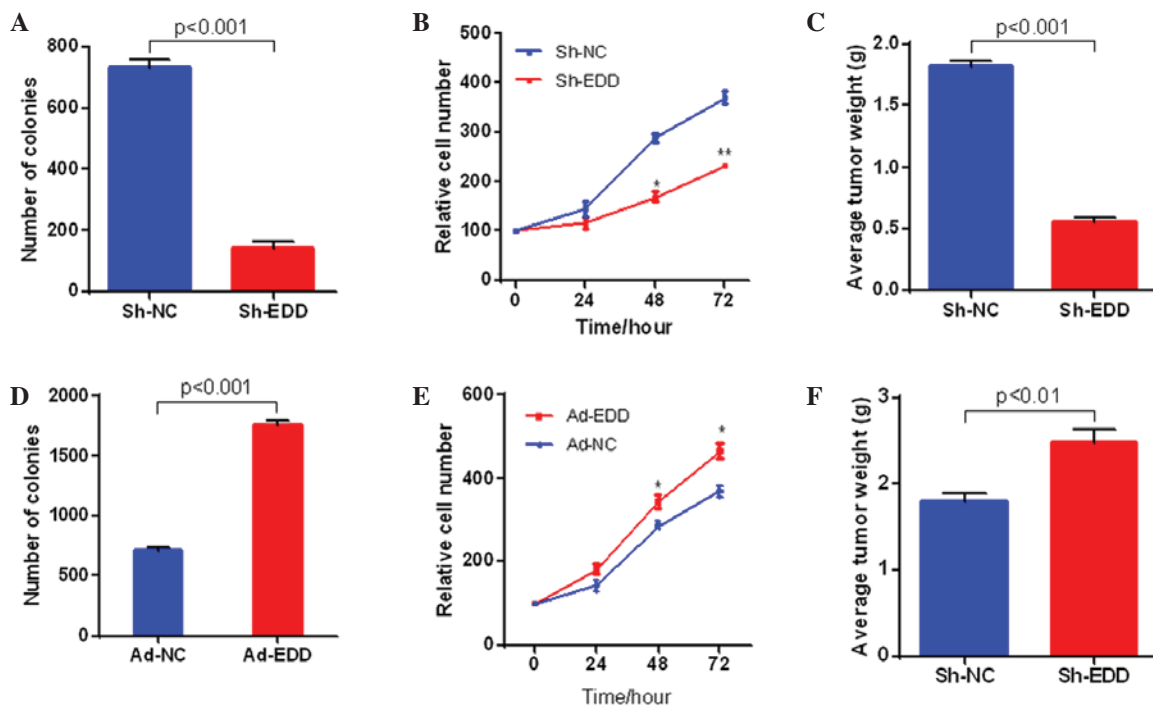 A
p<0.001
Number of colonies
800
600
400
200
0
Sh-NC
Sh-EDD
B
Sh-NC
Sh-EDD
Relative cell number
500
400
300
200
100
0
*
**
0
24
48
72
Time/hour
C
p<0.001
Average tumor weight (g)
2.0
1.5
1.0
0.5
0.0
Sh-NC
Sh-EDD
D
p<0.001
Number of colonies
2000
1500
1000
500
0
Ad-NC
Ad-EDD
E
Ad-EDD
Ad-NC
Relative cell number
600
400
200
0
*
*
0
24
48
72
Time/hour
F
p<0.01
Average tumor weight (g)
3
2
1
0
Sh-NC
Sh-EDD